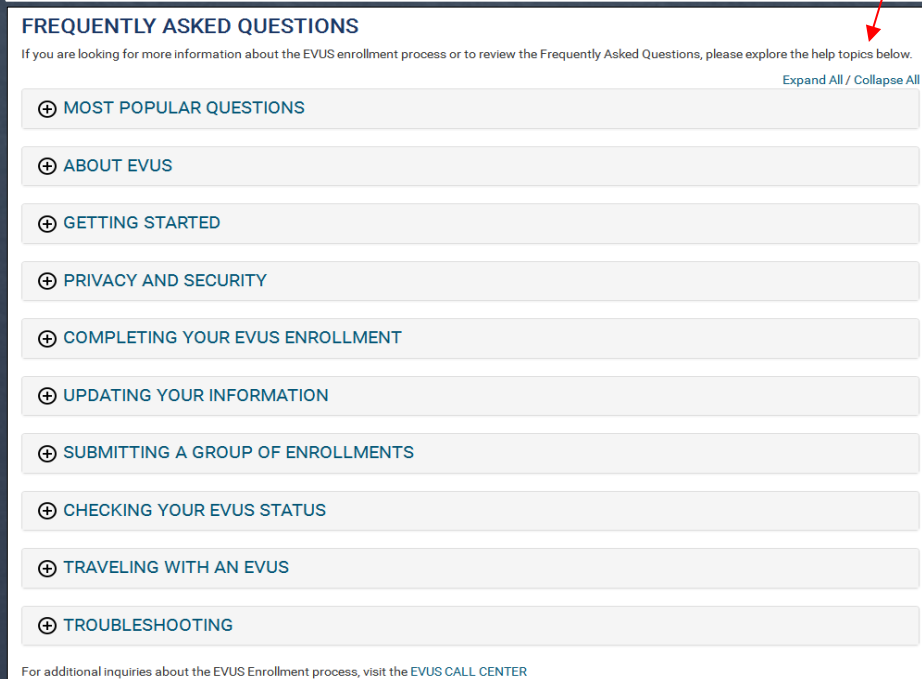 FREQUENTLY ASKED QUESTIONS
If you are looking for more information about the EVUS enrollment process or to review the Frequently Asked Questions, please explore the help topics below.
Expand All / Collapse All
MOST POPULAR QUESTIONS
ABOUT EVUS
GETTING STARTED
PRIVACY AND SECURITY
COMPLETING YOUR EVUS ENROLLMENT
UPDATING YOUR INFORMATION
SUBMITTING A GROUP OF ENROLLMENTS
CHECKING YOUR EVUS STATUS
TRAVELING WITH AN EVUS
TROUBLESHOOTING
For additional inquiries about the EVUS Enrollment process, visit the EVUS CALL CENTER